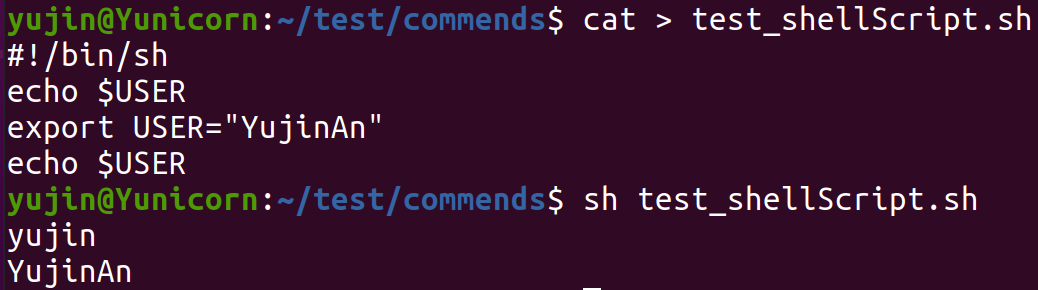 yujin@Yunicorn:~/test/commends$ cat > test_shellScript.sh
#!/bin/sh
echo $USER
export USER="YujinAn"
echo $USER
yujin@Yunicorn:~/test/commends$ sh test_shellScript.sh
yujin
YujinAn